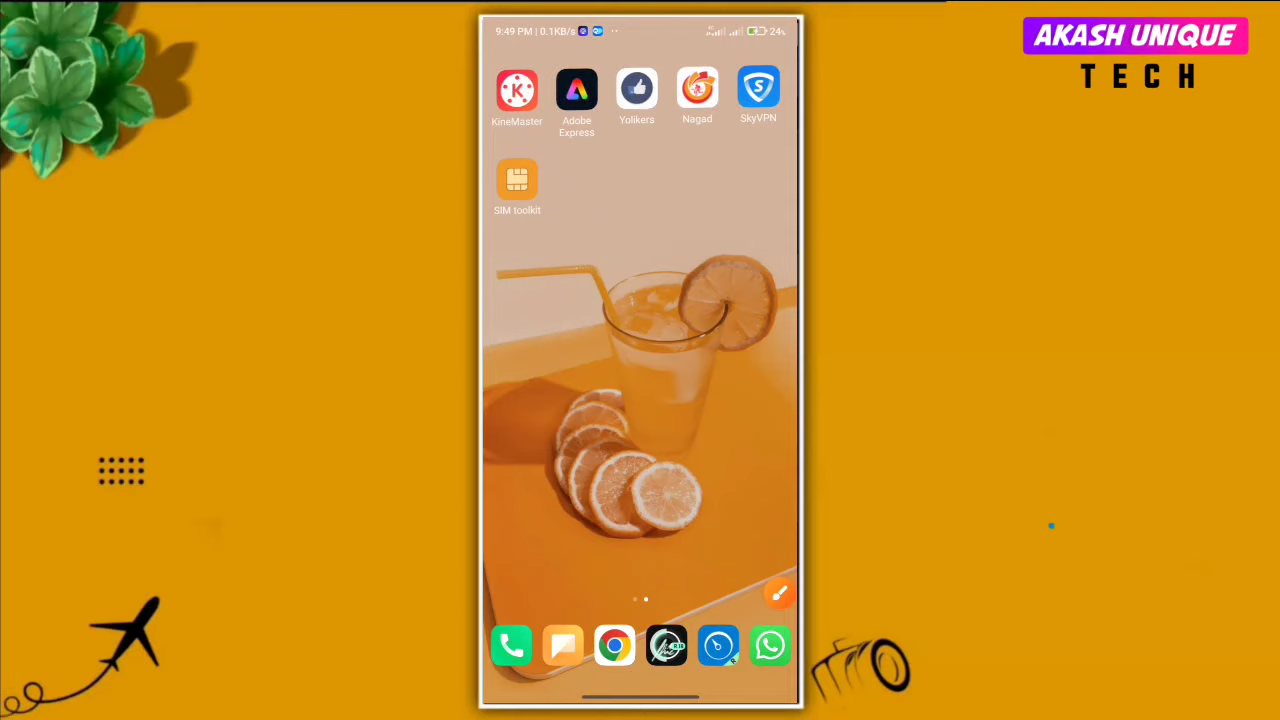 AKASH UNIQUE
TECH
9:49 PM | 0.1KB/s
24%
KineMaster
Adobe Express
Yolikers
Nagad
SkyVPN
SIM toolkit